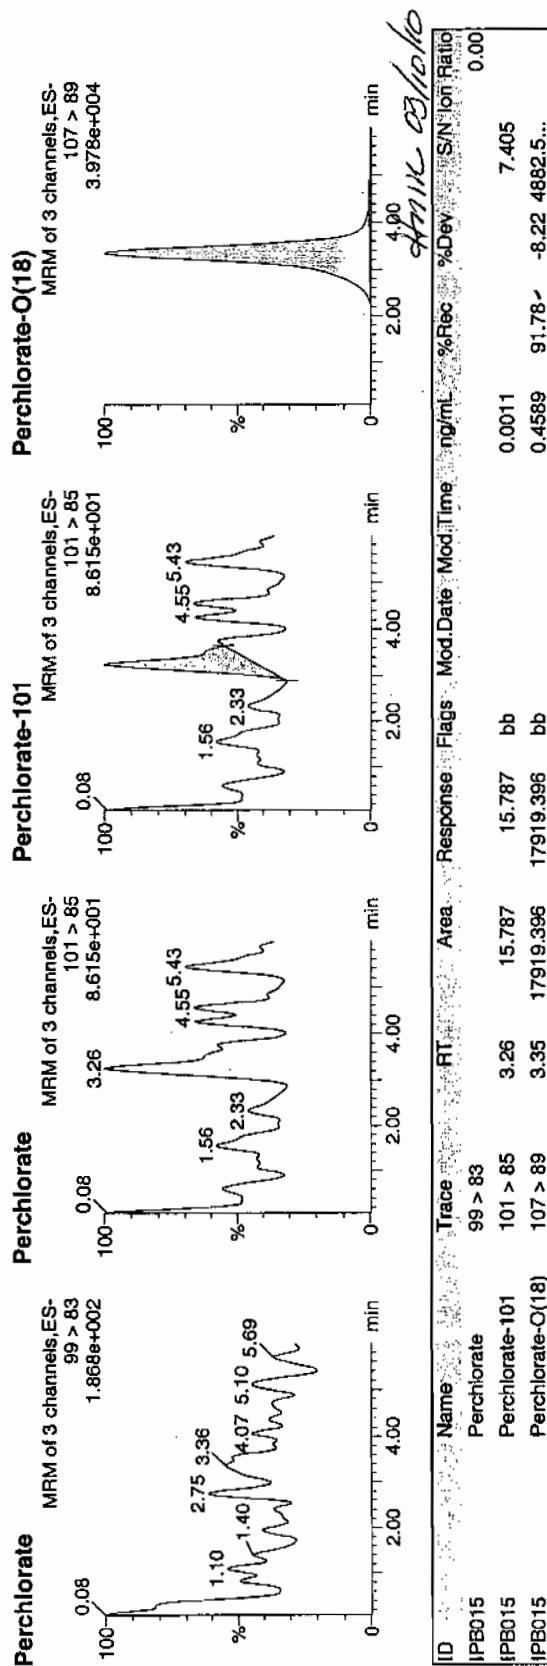 Perchlorate
MRM of 3 channels,ES-
99 > 83
1.868e+002
0.08
100
%
0
1.10
1.40
2.75
3.36
4.07
5.10
5.69
2.00
4.00
min
Perchlorate
MRM of 3 channels,ES-
101 > 85
8.615e+001
0.08
100
%
0
1.56
2.33
3.26
4.55
5.43
2.00
4.00
min
Perchlorate-101
MRM of 3 channels,ES-
101 > 85
8.615e+001
0.08
100
%
0
1.56
2.33
4.55
5.43
2.00
4.00
min
Perchlorate-O(18)
MRM of 3 channels,ES-
107 > 89
3.978e+004
100
%
0
2.00
4.00
min
03/10/10
ID Name Trace RT Area Response Flags Mod.Date Mod.Time ng/mL %Rec %Dev S/N Ion Ratio
IPB015 Perchlorate 99 > 83 0.00
IPB015 Perchlorate-101 101 > 85 3.26 15.787 15.787 bb 0.0011 7.405
IPB015 Perchlorate-O(18) 107 > 89 3.35 17919.396 17919.396 bb 0.4589 91.78 -8.22 4882.5...